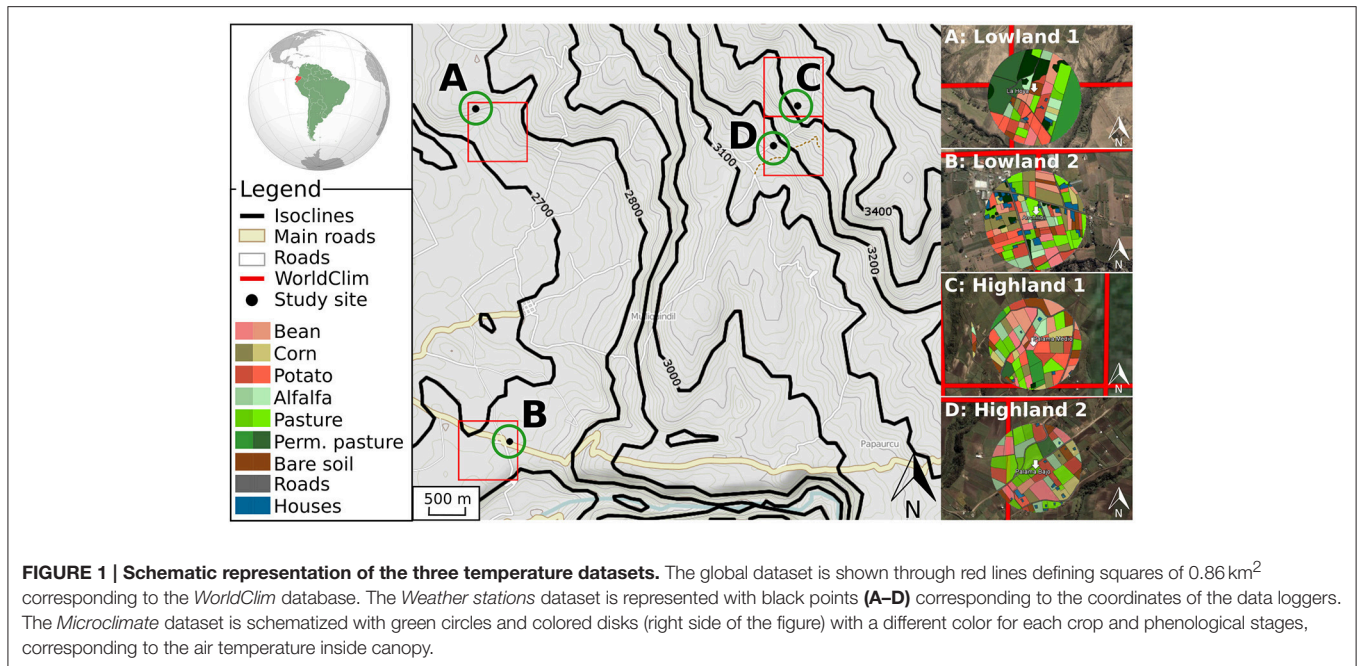 Legend
Isoclines
Main roads
Roads
WorldClim
Study site
Bean
Corn
Potato
Alfalfa
Pasture
Perm. pasture
Bare soil
Roads
Houses
A
B
C
D
2700
2800
3100
3000
3400
3200
Papaurcu
500 m
N
A: Lowland 1
N
B: Lowland 2
N
C: Highland 1
N
D: Highland 2
N
FIGURE 1 | Schematic representation of the three temperature datasets. The global dataset is shown through red lines defining squares of 0.86 km²
corresponding to the WorldClim database. The Weather stations dataset is represented with black points (A–D) corresponding to the coordinates of the data loggers.
The Microclimate dataset is schematized with green circles and colored disks (right side of the figure) with a different color for each crop and phenological stages,
corresponding to the air temperature inside canopy.